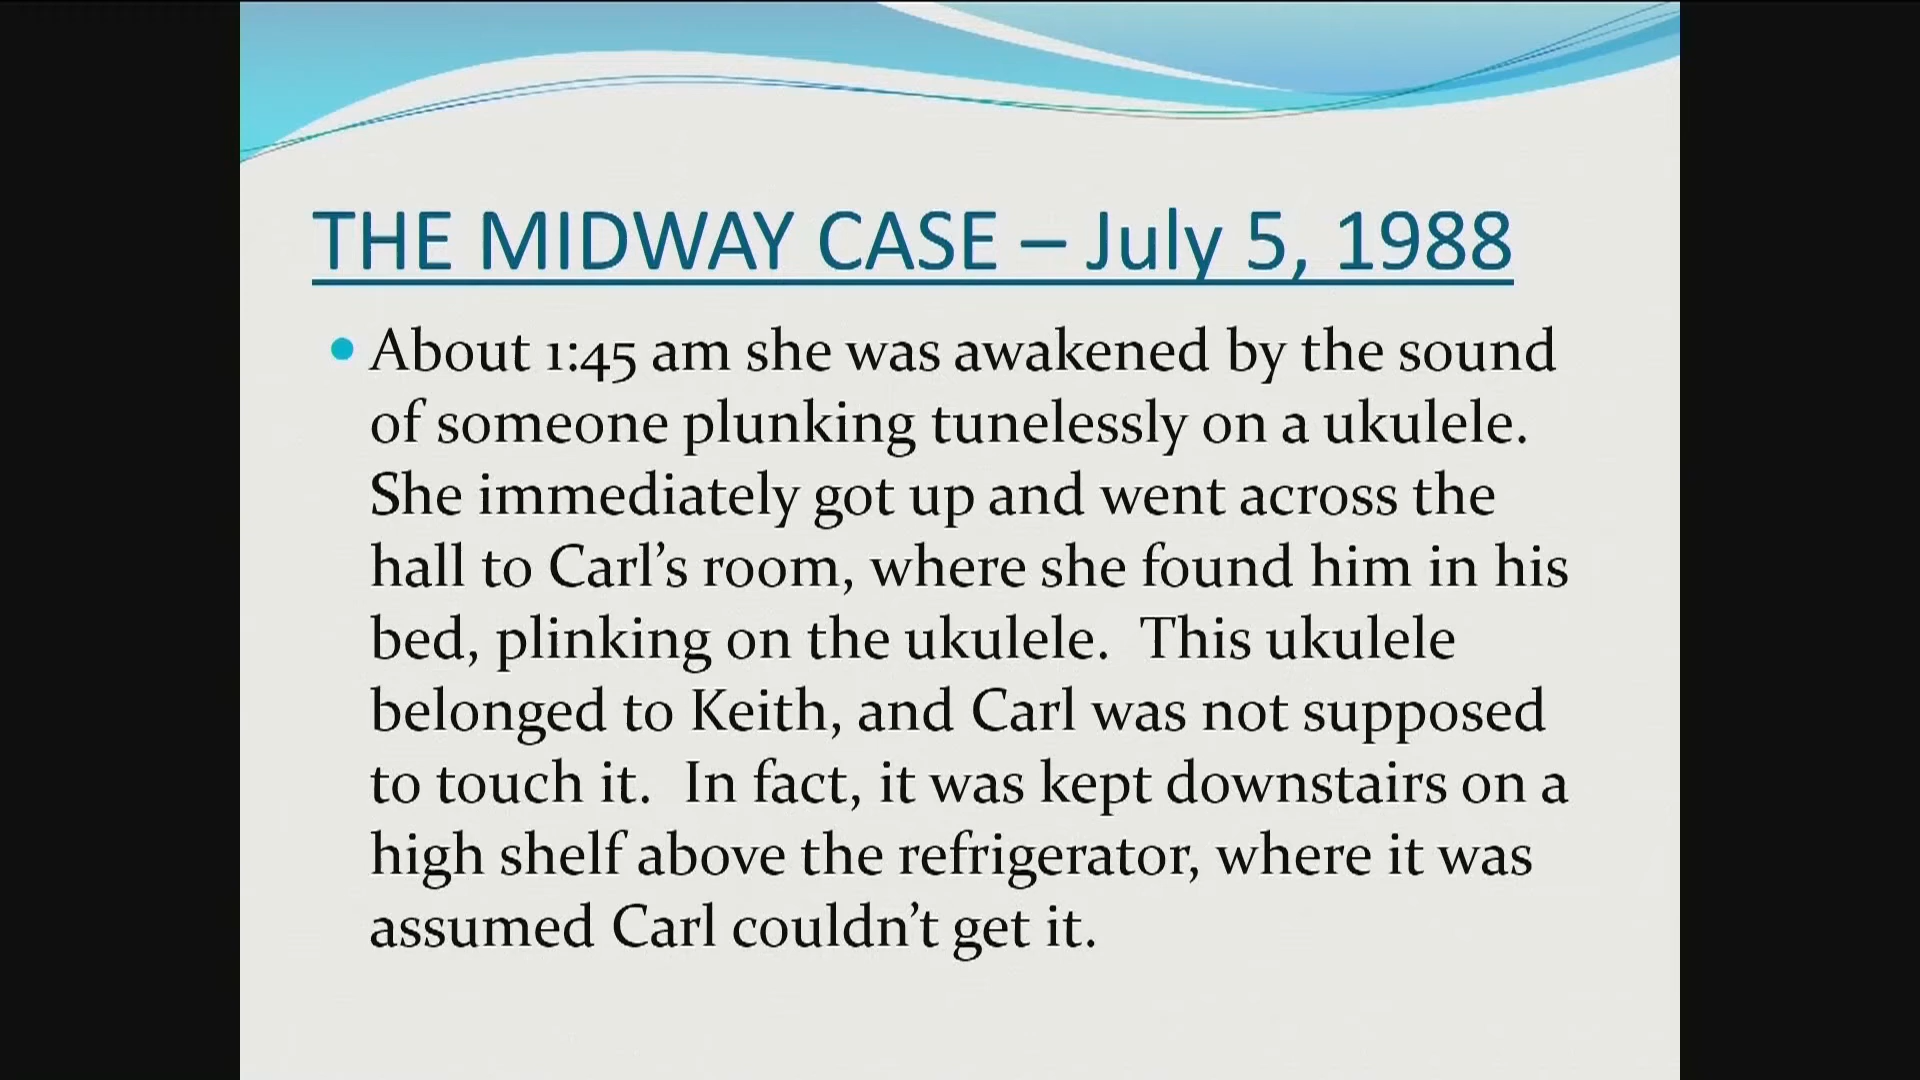 THE MIDWAY CASE – July 5, 1988
• About 1:45 am she was awakened by the sound
of someone plunking tunelessly on a ukulele.
She immediately got up and went across the
hall to Carl’s room, where she found him in his
bed, plinking on the ukulele.  This ukulele
belonged to Keith, and Carl was not supposed
to touch it.  In fact, it was kept downstairs on a
high shelf above the refrigerator, where it was
assumed Carl couldn’t get it.